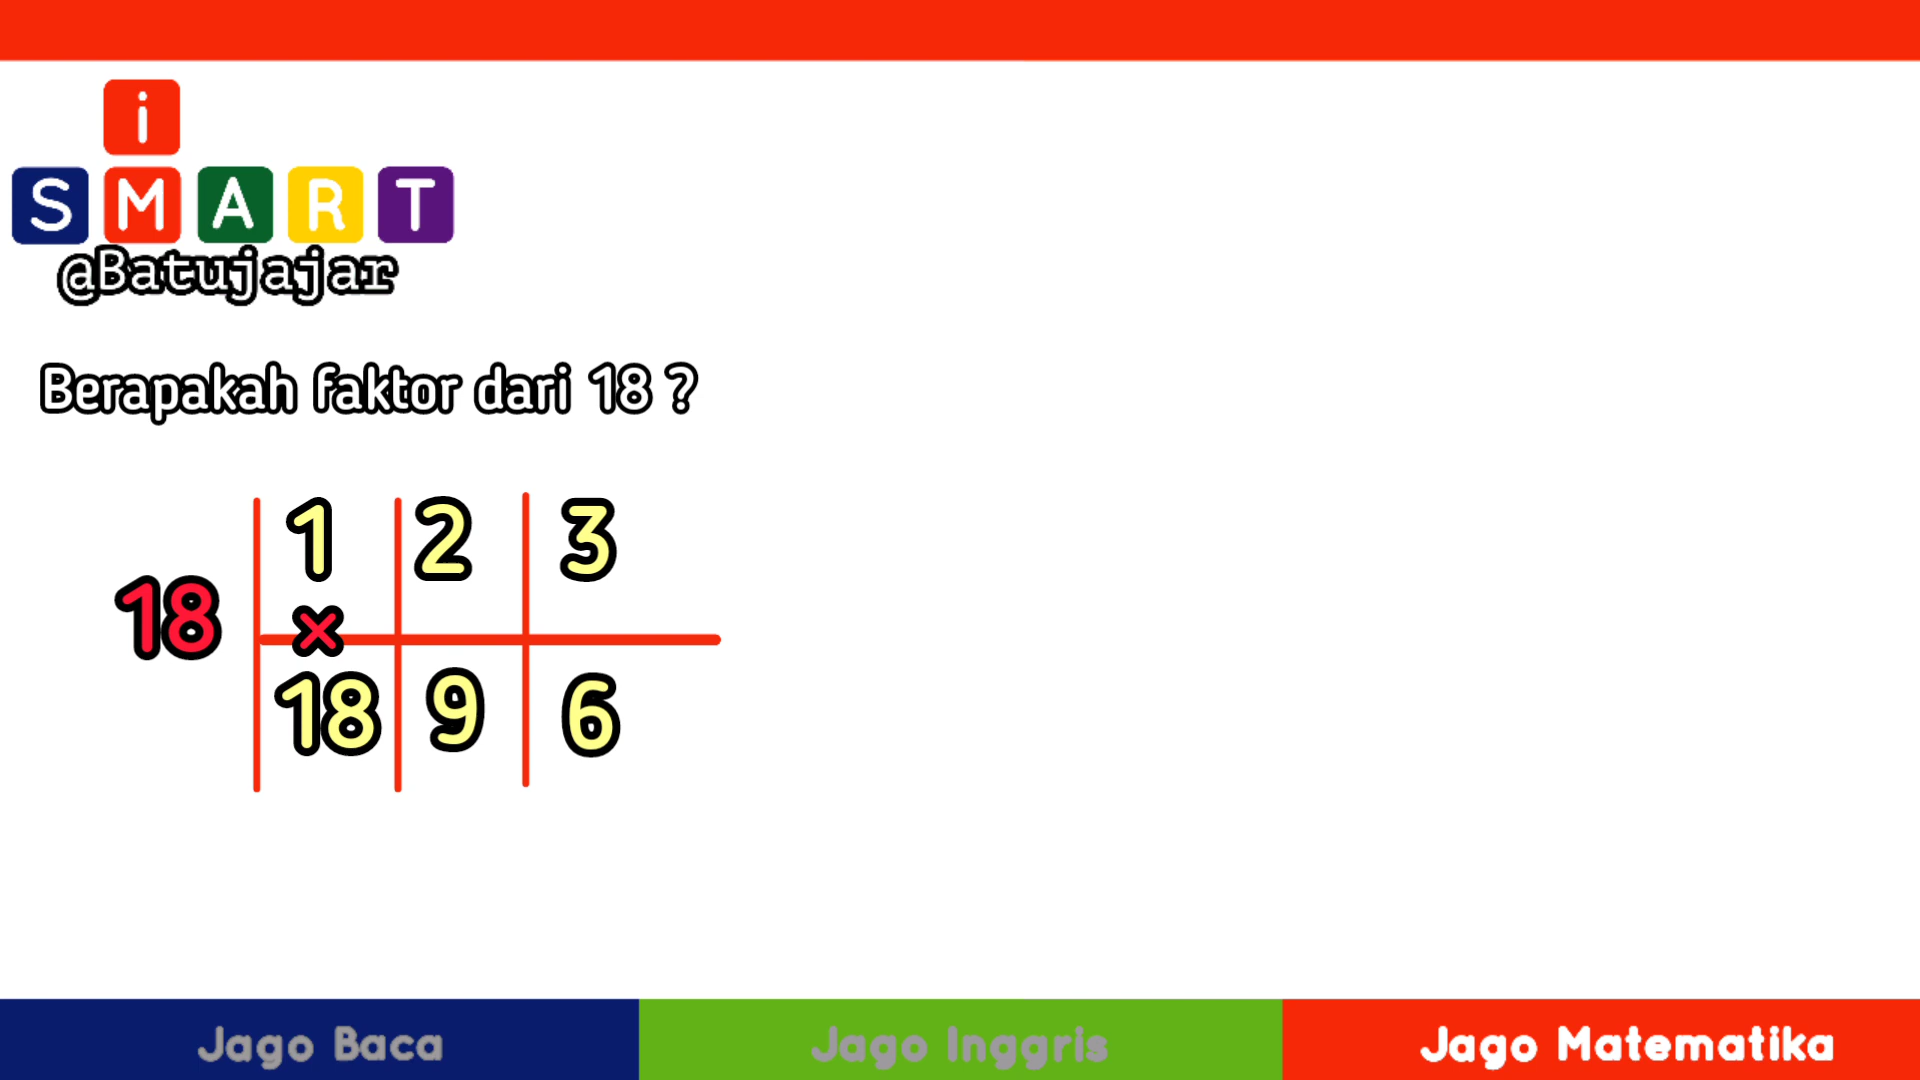 i
SMART
@Batujajar
Berapakah faktor dari 18 ?
1 2 3
18 ×
18 9 6
Jago Baca Jago Inggris Jago Matematika